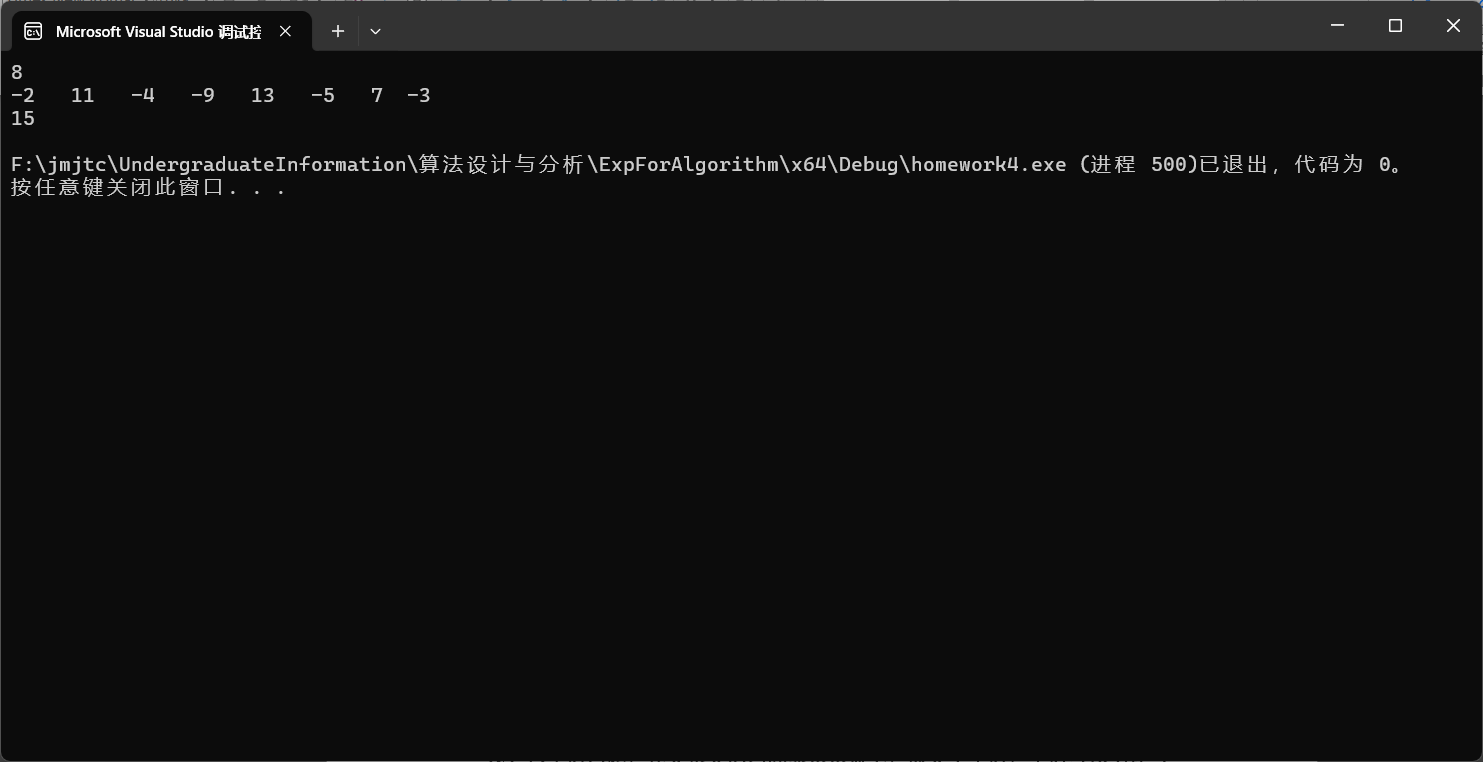 Microsoft Visual Studio 调试控
8
-2   11   -4   -9   13   -5   7  -3
15
F:\jmjtc\UndergraduateInformation\算法设计与分析\ExpForAlgorithm\x64\Debug\homework4.exe (进程 500)已退出，代码为 0。
按任意键关闭此窗口. . .